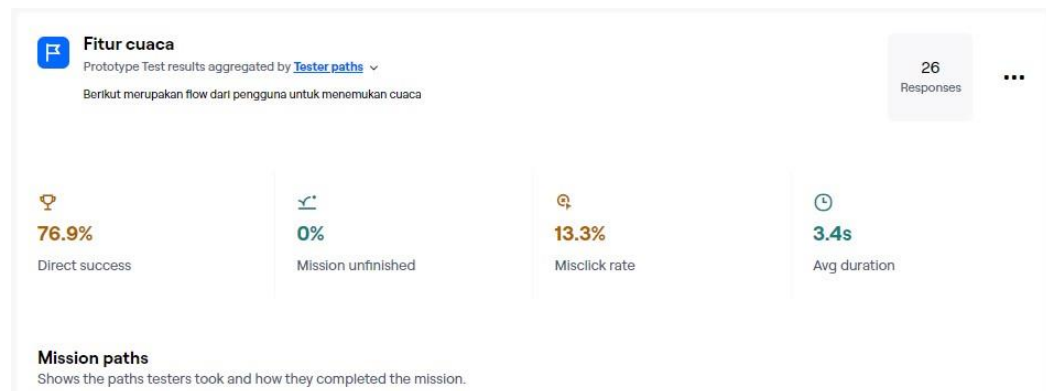 Fitur cuaca
Prototype Test results aggregated by Tester paths
Berikut merupakan flow dari pengguna untuk menemukan cuaca
26
Responses
76.9%
Direct success
0%
Mission unfinished
13.3%
Misclick rate
3.4s
Avg duration
Mission paths
Shows the paths testers took and how they completed the mission.